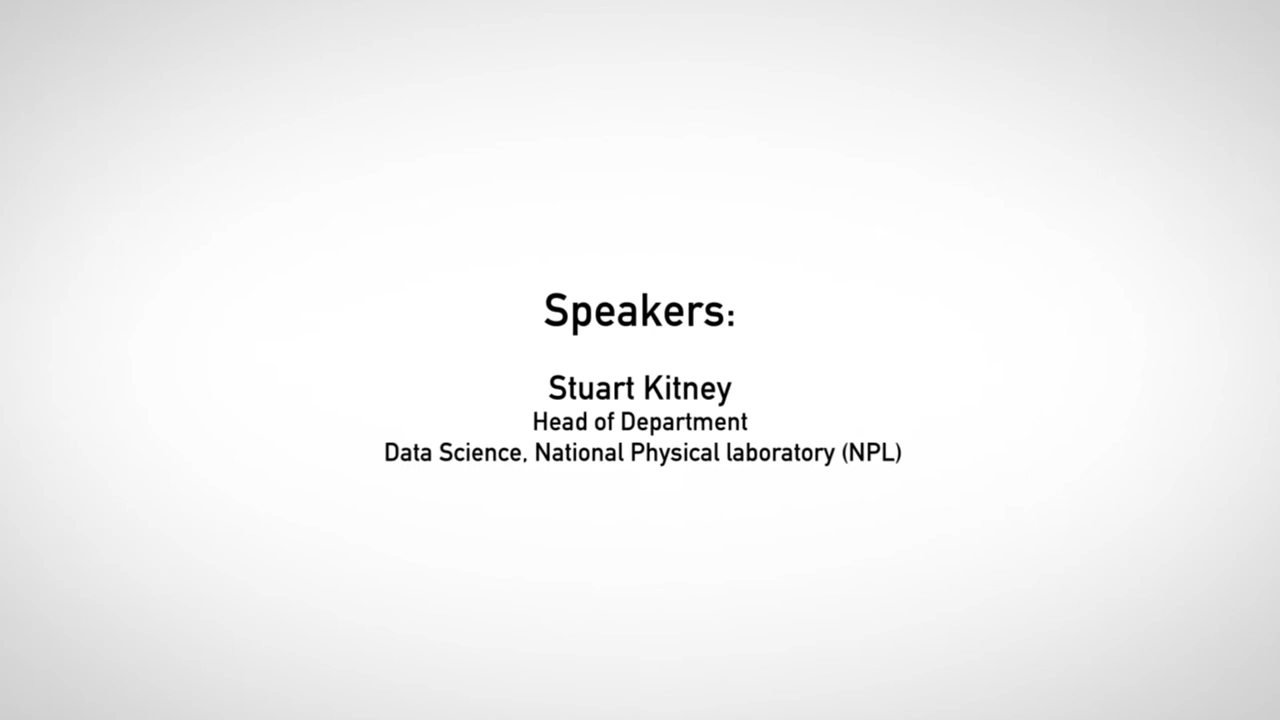 Speakers:
Stuart Kitney
Head of Department
Data Science, National Physical laboratory (NPL)